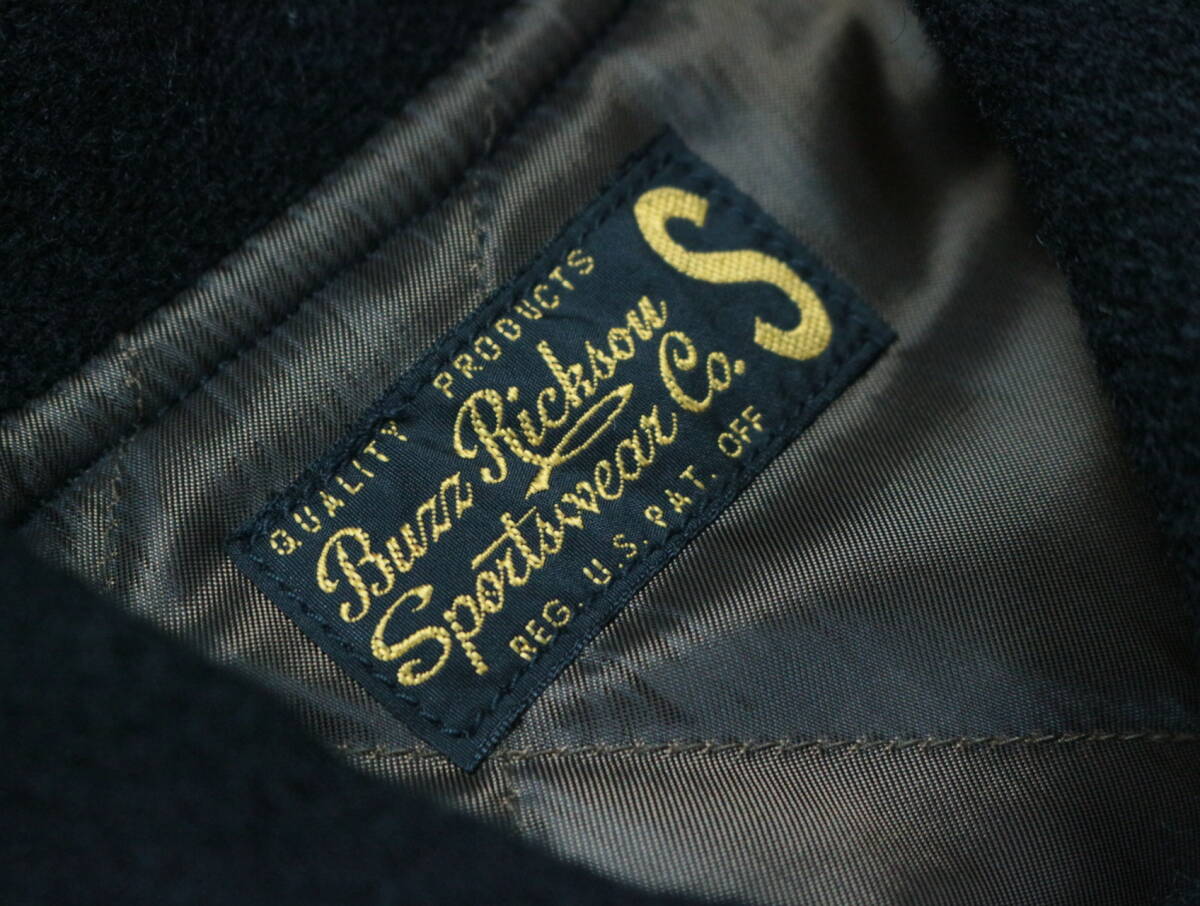 QUALITY PRODUCTS
Buzz Rickson
Sportswear Co.
REG. U.S. PAT. OFF
S